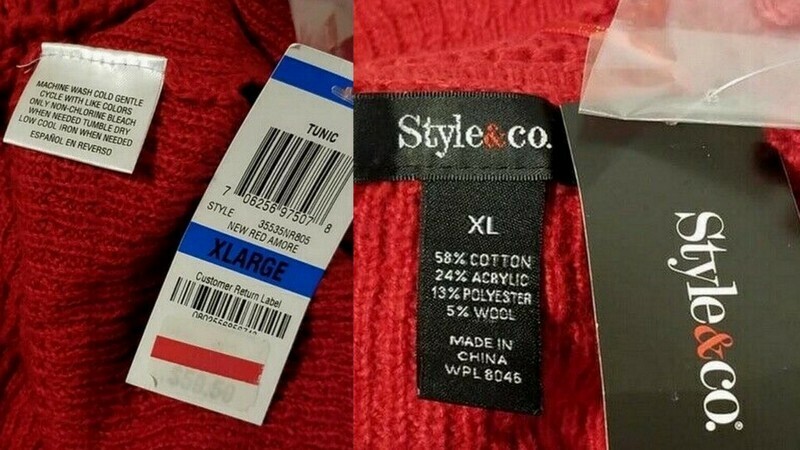 MACHINE WASH COLD GENTLE
CYCLE WITH LIKE COLORS
ONLY NON-CHLORINE BLEACH
WHEN NEEDED TUMBLE DRY
LOW COOL IRON WHEN NEEDED
ESPAÑOL EN REVERSO
TUNIC
7 06256 97507 8
STYLE 35535NR805
NEW RED AMORE
XLARGE
Customer Return Label
$59.50
Style&co.
XL
58% COTTON
24% ACRYLIC
13% POLYESTER
5% WOOL
MADE IN
CHINA
WPL 8045
Style&co.